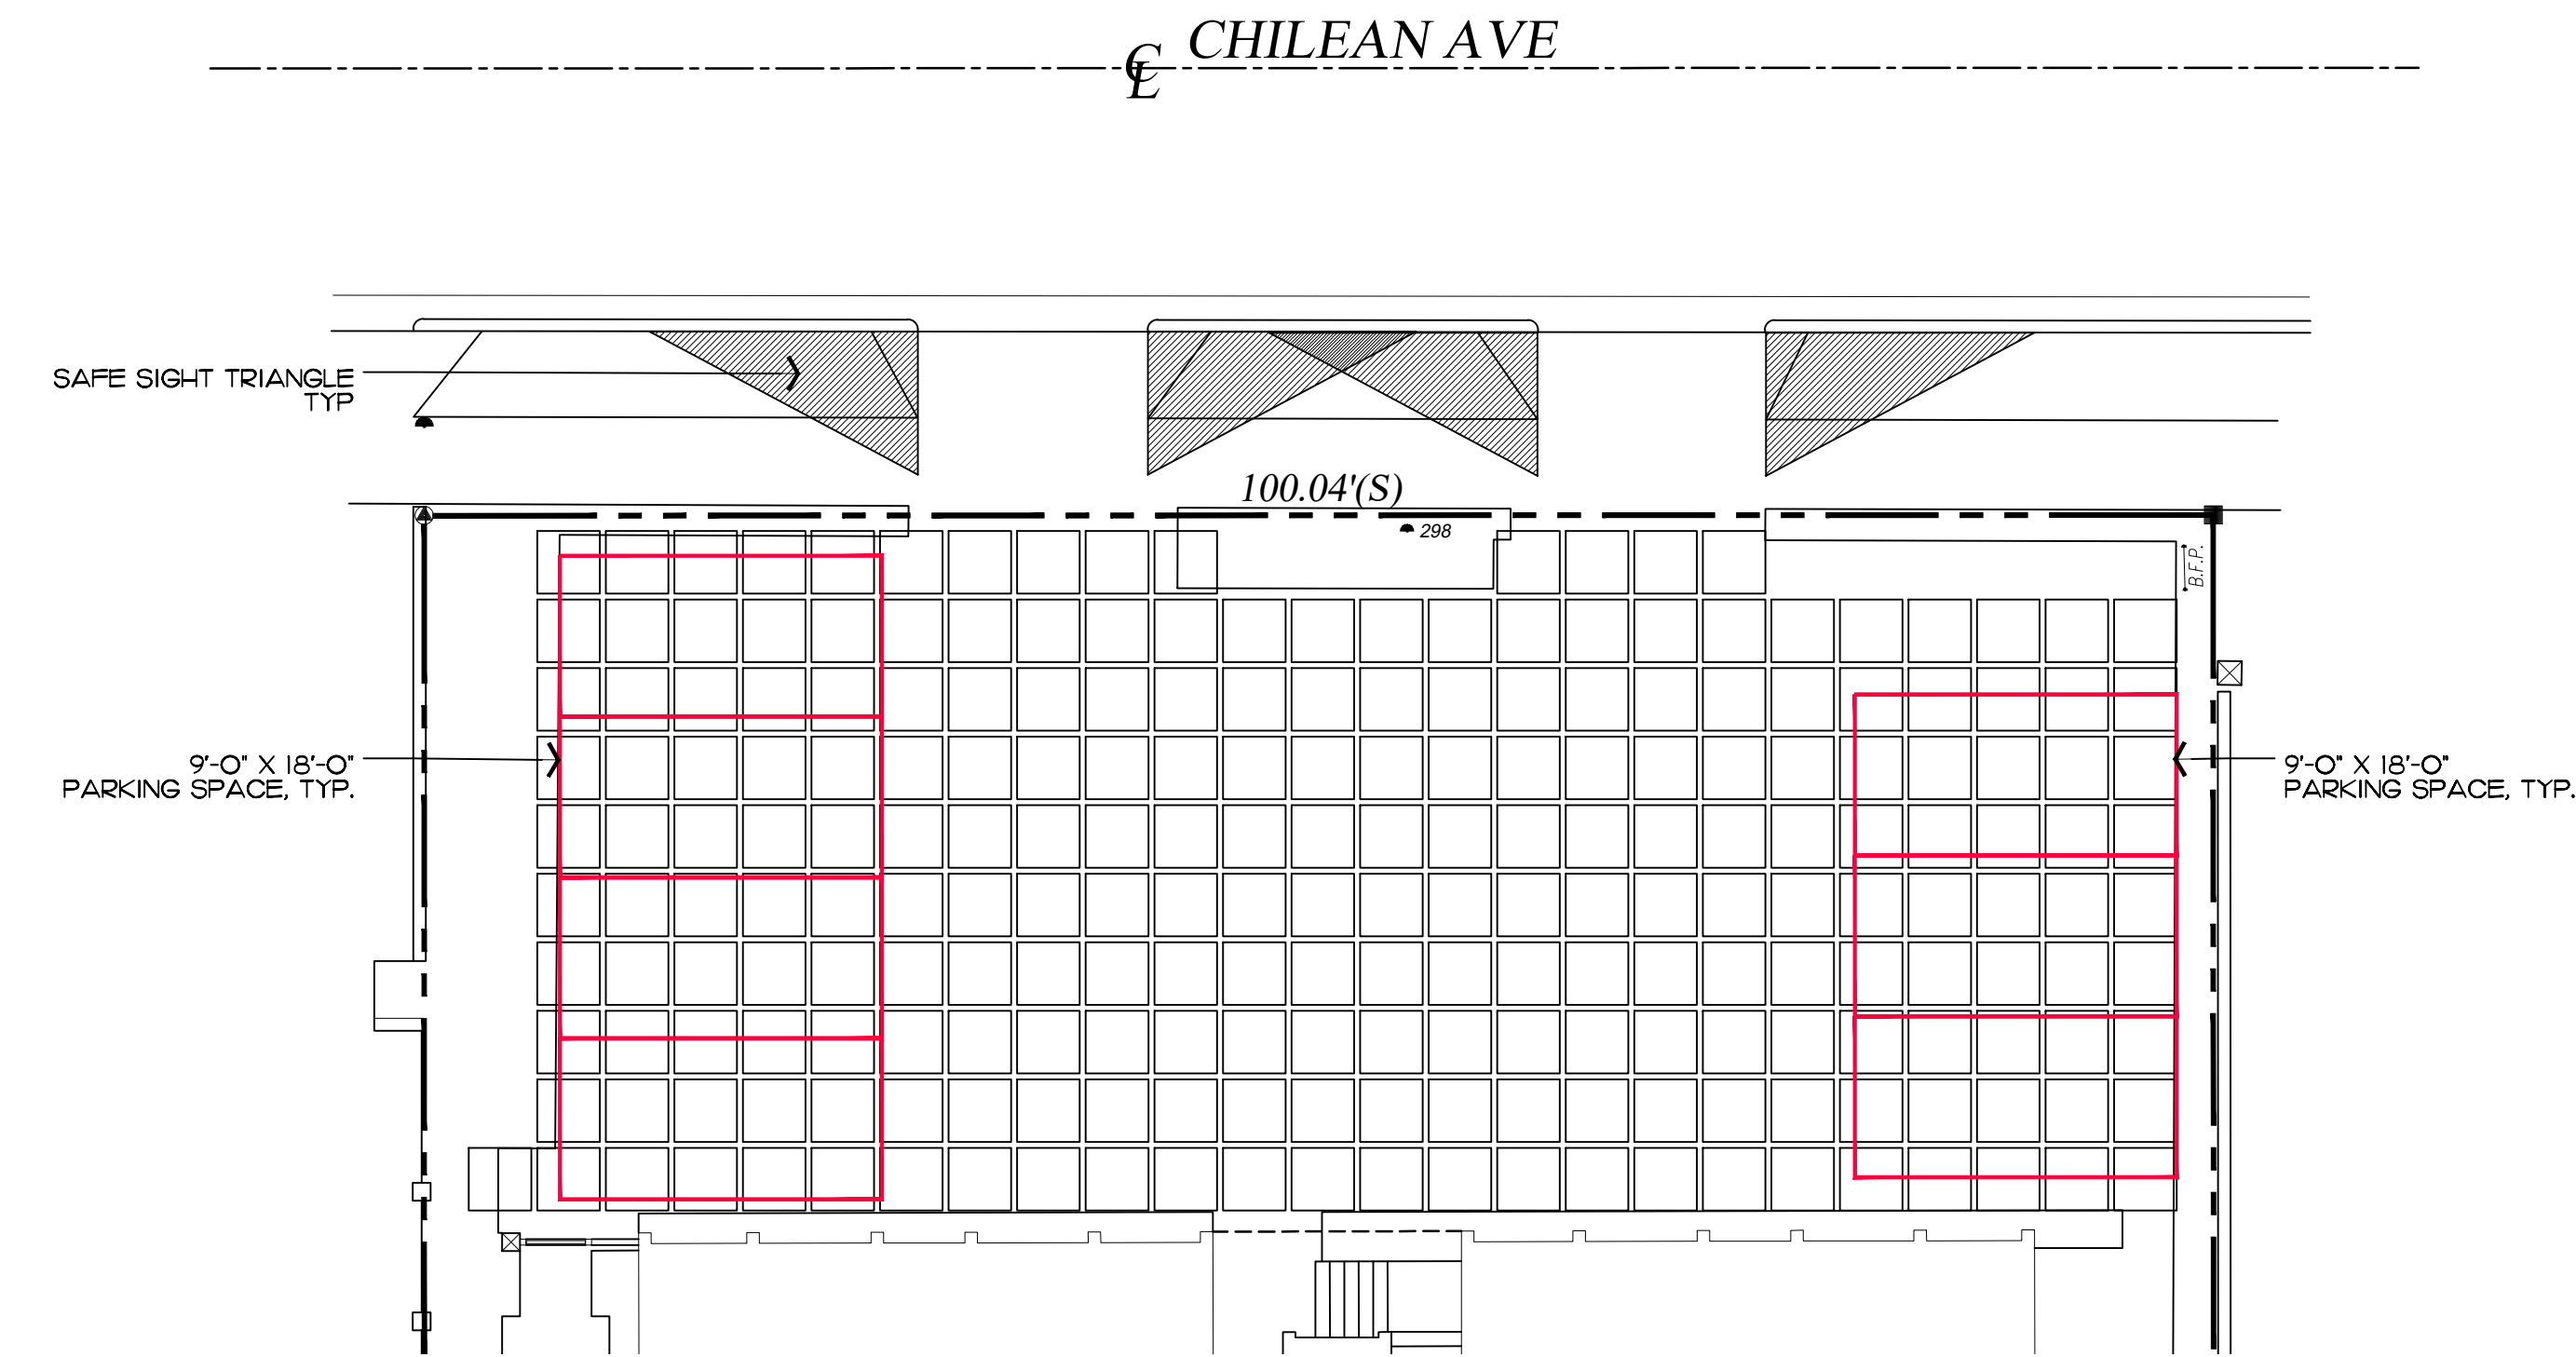 ℄ CHILEAN AVE
SAFE SIGHT TRIANGLE
TYP
100.04'(S)
298
B.F.P.
9'-0" X 18'-0"
PARKING SPACE, TYP.
9'-0" X 18'-0"
PARKING SPACE, TYP.